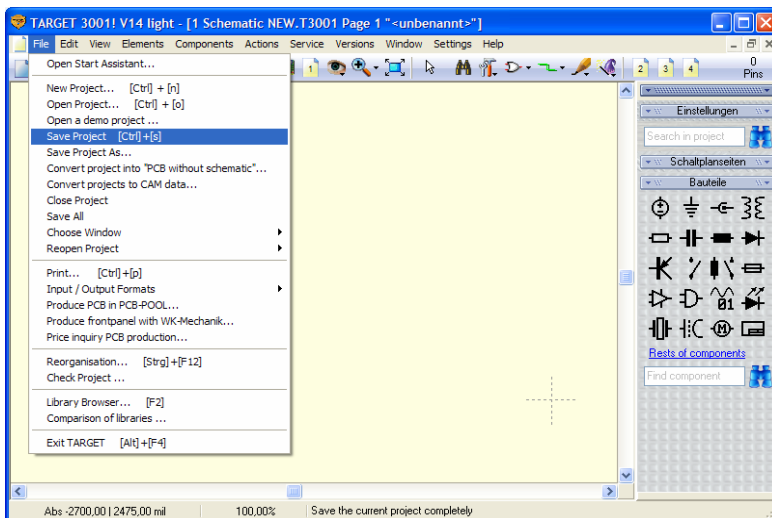 TARGET 3001! V14 light - [1 Schematic NEW.T3001 Page 1 "<unbenannt>"]
File Edit View Elements Components Actions Service Versions Window Settings Help
Open Start Assistant...
1
2 3 4
0
Pins
New Project... [Ctrl] + [n]
Open Project... [Ctrl] + [o]
Open a demo project ...
Save Project [Ctrl]+[s]
Save Project As...
Convert project into "PCB without schematic"...
Convert projects to CAM data...
Close Project
Save All
Choose Window
Reopen Project
Print... [Ctrl]+[p]
Input / Output Formats
Produce PCB in PCB-POOL...
Produce frontpanel with WK-Mechanik...
Price inquiry PCB production...
Reorganisation... [Strg]+[F12]
Check Project ...
Library Browser... [F2]
Comparison of libraries ...
Exit TARGET [Alt]+[F4]
Einstellungen
Search in project
Schaltplanseiten
Bauteile
01
M
Rests of components
Find component
Abs -2700,00 | 2475,00 mil 100,00% Save the current project completely